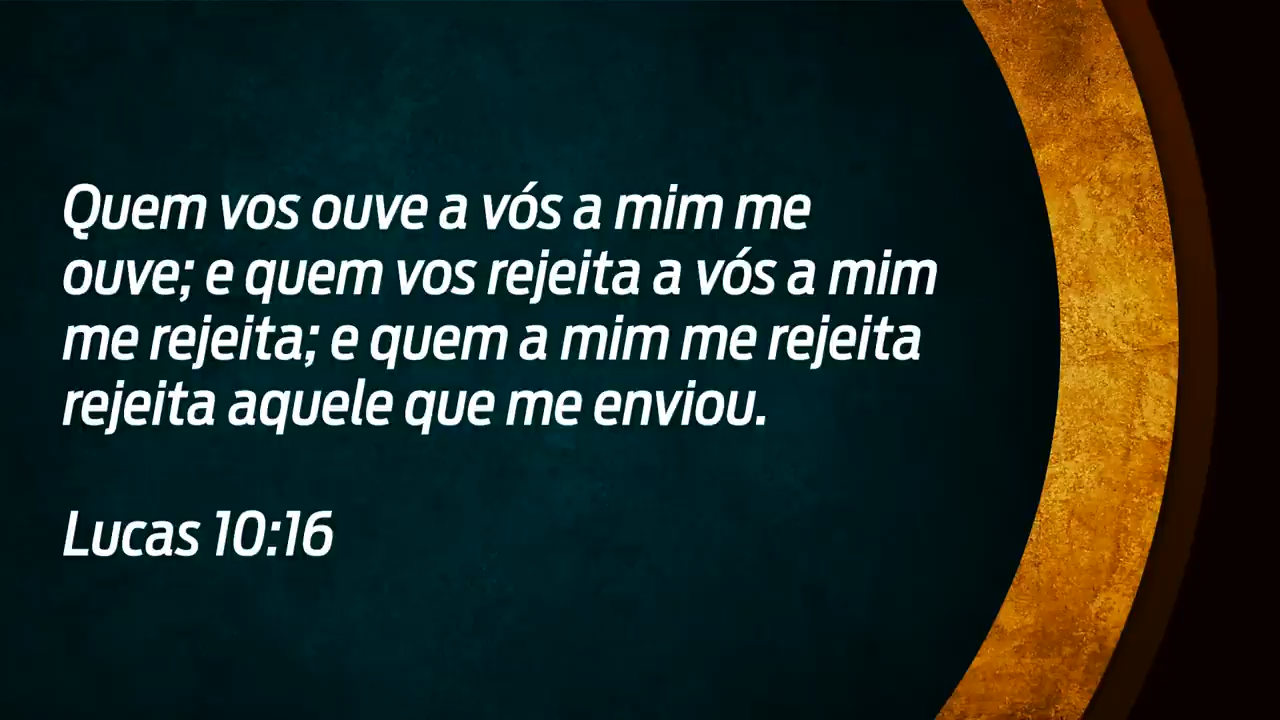 Quem vos ouve a vós a mim me
ouve; e quem vos rejeita a vós a mim
me rejeita; e quem a mim me rejeita
rejeita aquele que me enviou.
Lucas 10:16